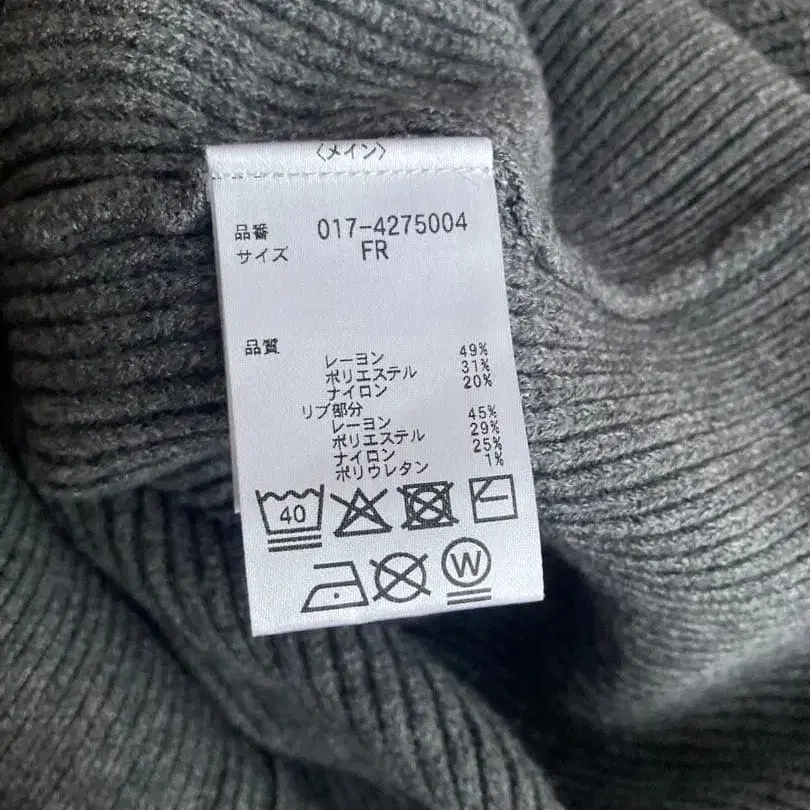 〈メイン〉
品番 017-4275004
サイズ FR
品質
レーヨン 49%
ポリエステル 31%
ナイロン 20%
リブ部分
レーヨン 45%
ポリエステル 29%
ナイロン 25%
ポリウレタン 1%
40
W